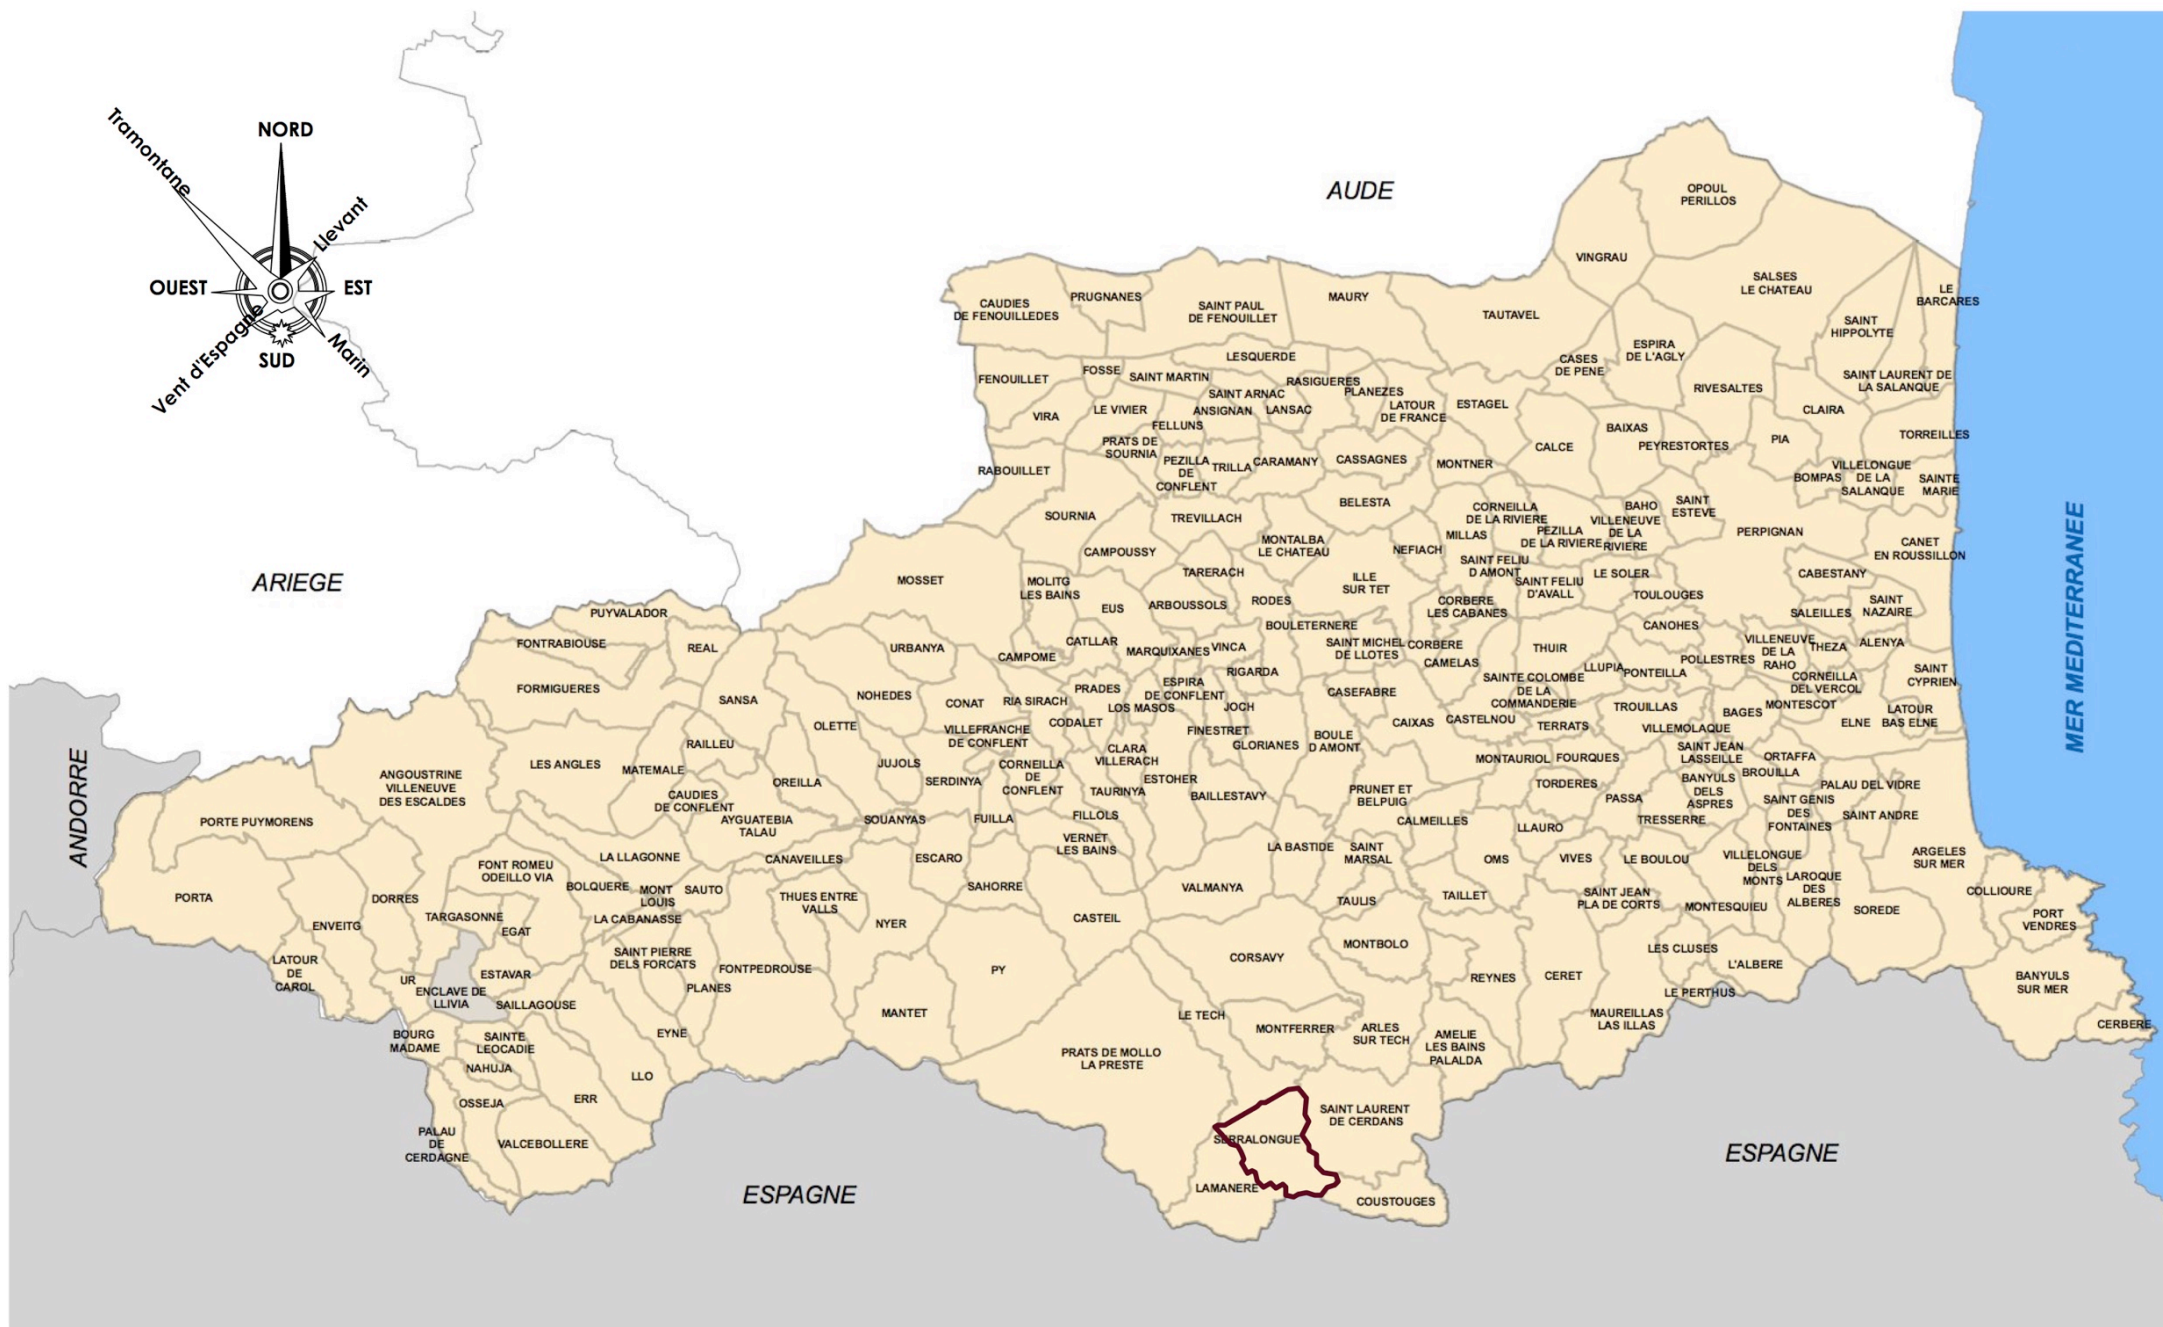 NORD
Tramontane
Llevant
OUEST
EST
Vent d'Espagne
SUD
Marin
AUDE
ARIEGE
ANDORRE
ESPAGNE
ESPAGNE
MER MEDITERRANEE
OPOUL
PERILLOS
VINGRAU
SALSES
LE CHATEAU
LE
BARCARES
CAUDIES
DE FENOUILLEDES
PRUGNANES
SAINT PAUL
DE FENOUILLET
MAURY
TAUTAVEL
SAINT
HIPPOLYTE
ESPIRA
DE L'AGLY
CASES
DE PENE
LESQUERDE
FENOUILLET
FOSSE
SAINT MARTIN
RASIGUERES
SAINT ARNAC
PLANEZES
RIVESALTES
SAINT LAURENT DE
LA SALANQUE
VIRA
LE VIVIER
ANSIGNAN
LANSAC
LATOUR
DE FRANCE
ESTAGEL
CLAIRA
FELLUNS
BAIXAS
PRATS DE
SOURNIA
CALCE
PEYRESTORTES
PIA
TORREILLES
RABOUILLET
PEZILLA
DE
CONFLENT
TRILLA
CARAMANY
CASSAGNES
MONTNER
BOMPAS
VILLELONGUE
DE LA
SALANQUE
SAINTE
MARIE
SOURNIA
TREVILLACH
BELESTA
CORNEILLA
DE LA RIVIERE
BAHO
SAINT
ESTEVE
MILLAS
PEZILLA
DE LA RIVIERE
VILLENEUVE
DE LA
RIVIERE
PERPIGNAN
CAMPOUSSY
MONTALBA
LE CHATEAU
NEFIACH
CANET
EN ROUSSILLON
MOSSET
MOLITG
LES BAINS
TARERACH
ILLE
SUR TET
SAINT FELIU
D AMONT
SAINT FELIU
D'AVALL
LE SOLER
CABESTANY
TOULOUGES
EUS
ARBOUSSOLS
RODES
CORBERE
LES CABANES
SALEILLES
SAINT
NAZAIRE
PUYVALADOR
BOULETERNERE
CANOHES
FONTRABIOUSE
REAL
URBANYA
CAMPOME
CATLLAR
MARQUIXANES
VINCA
SAINT MICHEL
DE LLOTES
CORBERE
THUIR
VILLENEUVE
DE LA
RAHO
THEZA
ALENYA
CAMELAS
LLUPIA
PONTEILLA
POLLESTRES
RIGARDA
FORMIGUERES
SANSA
NOHEDES
CONAT
RIA SIRACH
PRADES
ESPIRA
DE CONFLENT
LOS MASOS
JOCH
CASEFABRE
SAINTE COLOMBE
DE LA
COMMANDERIE
CORNEILLA
DEL VERCOL
SAINT
CYPRIEN
TROUILLAS
BAGES
MONTESCOT
ELNE
LATOUR
BAS ELNE
OLETTE
VILLEFRANCHE
DE CONFLENT
CODALET
FINESTRET
GLORIANES
BOULE
D AMONT
CAIXAS
CASTELNOU
TERRATS
VILLEMOLAQUE
RAILLEU
CLARA
VILLERACH
MONTAURIOL
FOURQUES
SAINT JEAN
LASSEILLE
ORTAFFA
BROUILLA
LES ANGLES
MATEMALE
JUJOLS
SERDINYA
CORNEILLA
DE
CONFLENT
ESTOHER
TAURINYA
BAILLESTAVY
PRUNET ET
BELPUIG
TORDERES
PASSA
BANYULS
DELS
ASPRES
PALAU DEL VIDRE
ANGOUSTRINE
VILLENEUVE
DES ESCALDES
OREILLA
CAUDIES
DE CONFLENT
AYGUATEBIA
TALAU
SOUANYAS
FUILLA
FILLOLS
CALMEILLES
LLAURO
TRESSERRE
SAINT GENIS
DES
FONTAINES
SAINT ANDRE
PORTE PUYMORENS
VERNET
LES BAINS
LA BASTIDE
SAINT
MARSAL
OMS
VIVES
LE BOULOU
VILLELONGUE
DELS
MONTS
ARGELES
SUR MER
LA LLAGONNE
CANAVEILLES
ESCARO
FONT ROMEU
ODEILLO VIA
BOLQUERE
MONT
LOUIS
SAUTO
THUES ENTRE
VALLS
SAHORRE
VALMANYA
TAULIS
TAILLET
SAINT JEAN
PLA DE CORTS
MONTESQUIEU
LAROQUE
DES
ALBERES
SOREDE
COLLIOURE
PORTA
DORRES
TARGASONNE
LA CABANASSE
NYER
CASTEIL
PORT
VENDRES
ENVEITG
EGAT
MONTBOLO
SAINT PIERRE
DELS FORCATS
FONTPEDROUSE
PY
CORSAVY
REYNES
CERET
LES CLUSES
L'ALBERE
LATOUR
DE
CAROL
UR
ENCLAVE DE
LLIVIA
ESTAVAR
PLANES
BANYULS
SUR MER
LE PERTHUS
SAILLAGOUSE
MANTET
LE TECH
MONTFERRER
ARLES
SUR TECH
AMELIE
LES BAINS
PALALDA
MAUREILLAS
LAS ILLAS
CERBERE
BOURG
MADAME
SAINTE
LEOCADIE
EYNE
NAHUJA
PRATS DE MOLLO
LA PRESTE
LLO
OSSEJA
ERR
SAINT LAURENT
DE CERDANS
PALAU
DE
CERDAGNE
VALCEBOLLERE
SERRALONGUE
LAMANERE
COUSTOUGES